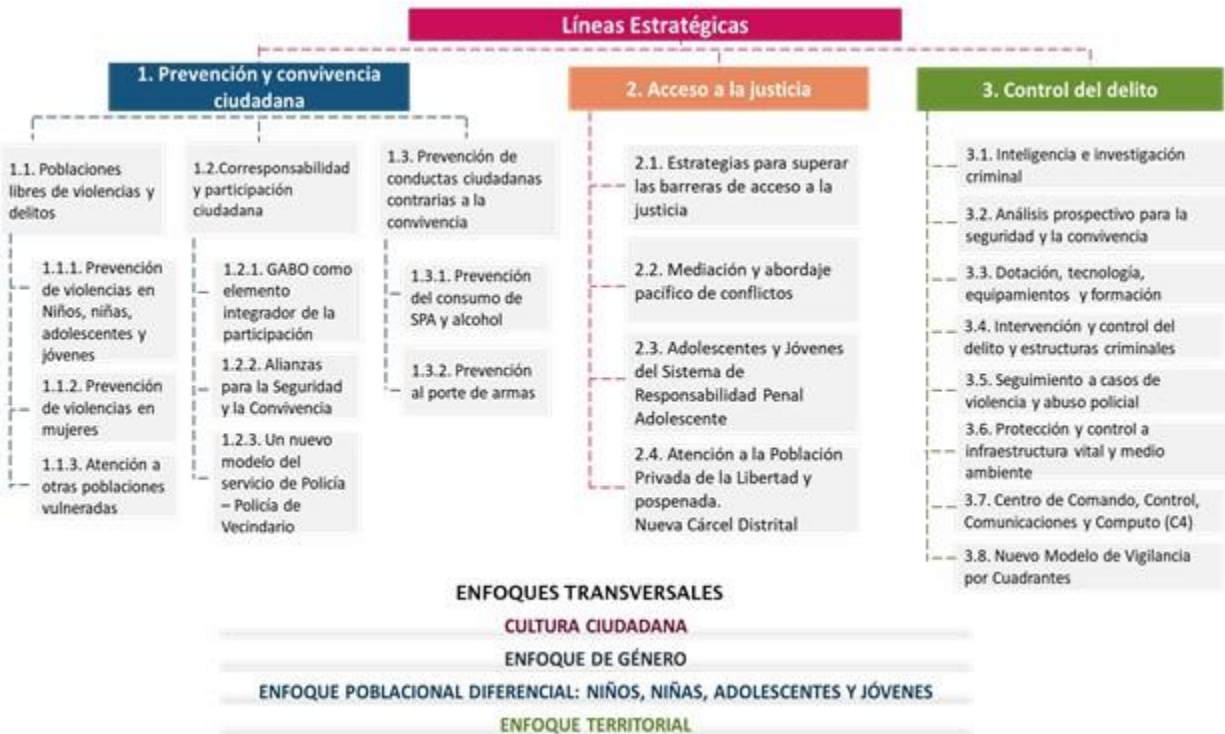 Líneas Estratégicas
1. Prevención y convivencia
ciudadana
1.1. Poblaciones
libres de violencias y
delitos
1.1.1. Prevención
de violencias en
Niños, niñas,
adolescentes y
jóvenes
1.1.2. Prevención
de violencias en
mujeres
1.1.3. Atención a
otras poblaciones
vulneradas
1.2.Corresponsabilidad
y participación
ciudadana
1.2.1. GABO como
elemento
integrador de la
participación
1.2.2. Alianzas
para la Seguridad
y la Convivencia
1.2.3. Un nuevo
modelo del
servicio de Policía
– Policía de
Vecindario
1.3. Prevención de
conductas ciudadanas
contrarias a la
convivencia
1.3.1. Prevención
del consumo de
SPA y alcohol
1.3.2. Prevención
al porte de armas
2. Acceso a la justicia
2.1. Estrategias para superar
las barreras de acceso a la
justicia
2.2. Mediación y abordaje
pacífico de conflictos
2.3. Adolescentes y Jóvenes
del Sistema de
Responsabilidad Penal
Adolescente
2.4. Atención a la Población
Privada de la Libertad y
pospenada.
Nueva Cárcel Distrital
3. Control del delito
3.1. Inteligencia e investigación
criminal
3.2. Análisis prospectivo para la
seguridad y la convivencia
3.3. Dotación, tecnología,
equipamientos y formación
3.4. Intervención y control del
delito y estructuras criminales
3.5. Seguimiento a casos de
violencia y abuso policial
3.6. Protección y control a
infraestructura vital y medio
ambiente
3.7. Centro de Comando, Control,
Comunicaciones y Computo (C4)
3.8. Nuevo Modelo de Vigilancia
por Cuadrantes
ENFOQUES TRANSVERSALES
CULTURA CIUDADANA
ENFOQUE DE GÉNERO
ENFOQUE POBLACIONAL DIFERENCIAL: NIÑOS, NIÑAS, ADOLESCENTES Y JÓVENES
ENFOQUE TERRITORIAL